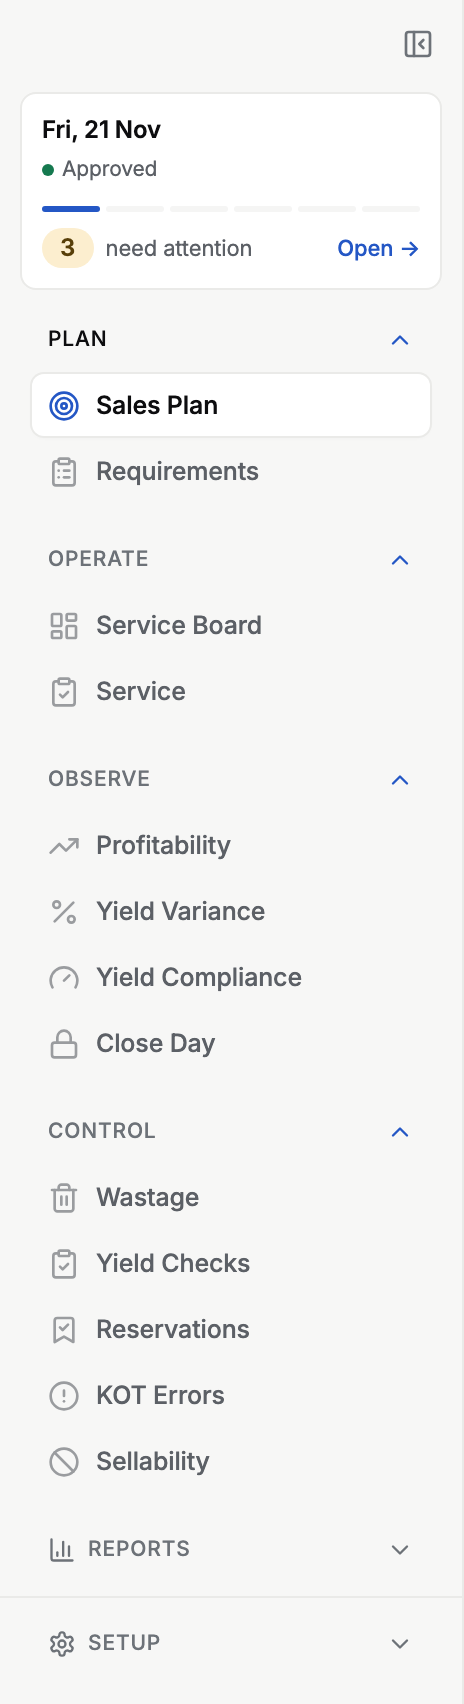 Fri, 21 Nov
Approved
3 need attention Open →
PLAN
Sales Plan
Requirements
OPERATE
Service Board
Service
OBSERVE
Profitability
Yield Variance
Yield Compliance
Close Day
CONTROL
Wastage
Yield Checks
Reservations
KOT Errors
Sellability
REPORTS
SETUP